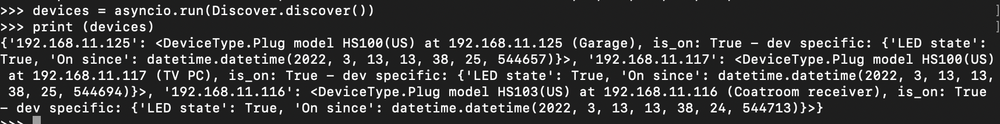 >>> devices = asyncio.run(Discover.discover())                                                    ]
>>> print (devices)                                                                               ]
{'192.168.11.125': <DeviceType.Plug model HS100(US) at 192.168.11.125 (Garage), is_on: True - dev specific: {'LED state':
True, 'On since': datetime.datetime(2022, 3, 13, 13, 38, 25, 544657)}>, '192.168.11.117': <DeviceType.Plug model HS100(US)
 at 192.168.11.117 (TV PC), is_on: True - dev specific: {'LED state': True, 'On since': datetime.datetime(2022, 3, 13, 13,
 38, 25, 544694)}>, '192.168.11.116': <DeviceType.Plug model HS103(US) at 192.168.11.116 (Coatroom receiver), is_on: True
- dev specific: {'LED state': True, 'On since': datetime.datetime(2022, 3, 13, 13, 38, 24, 544713)}>}
>>>